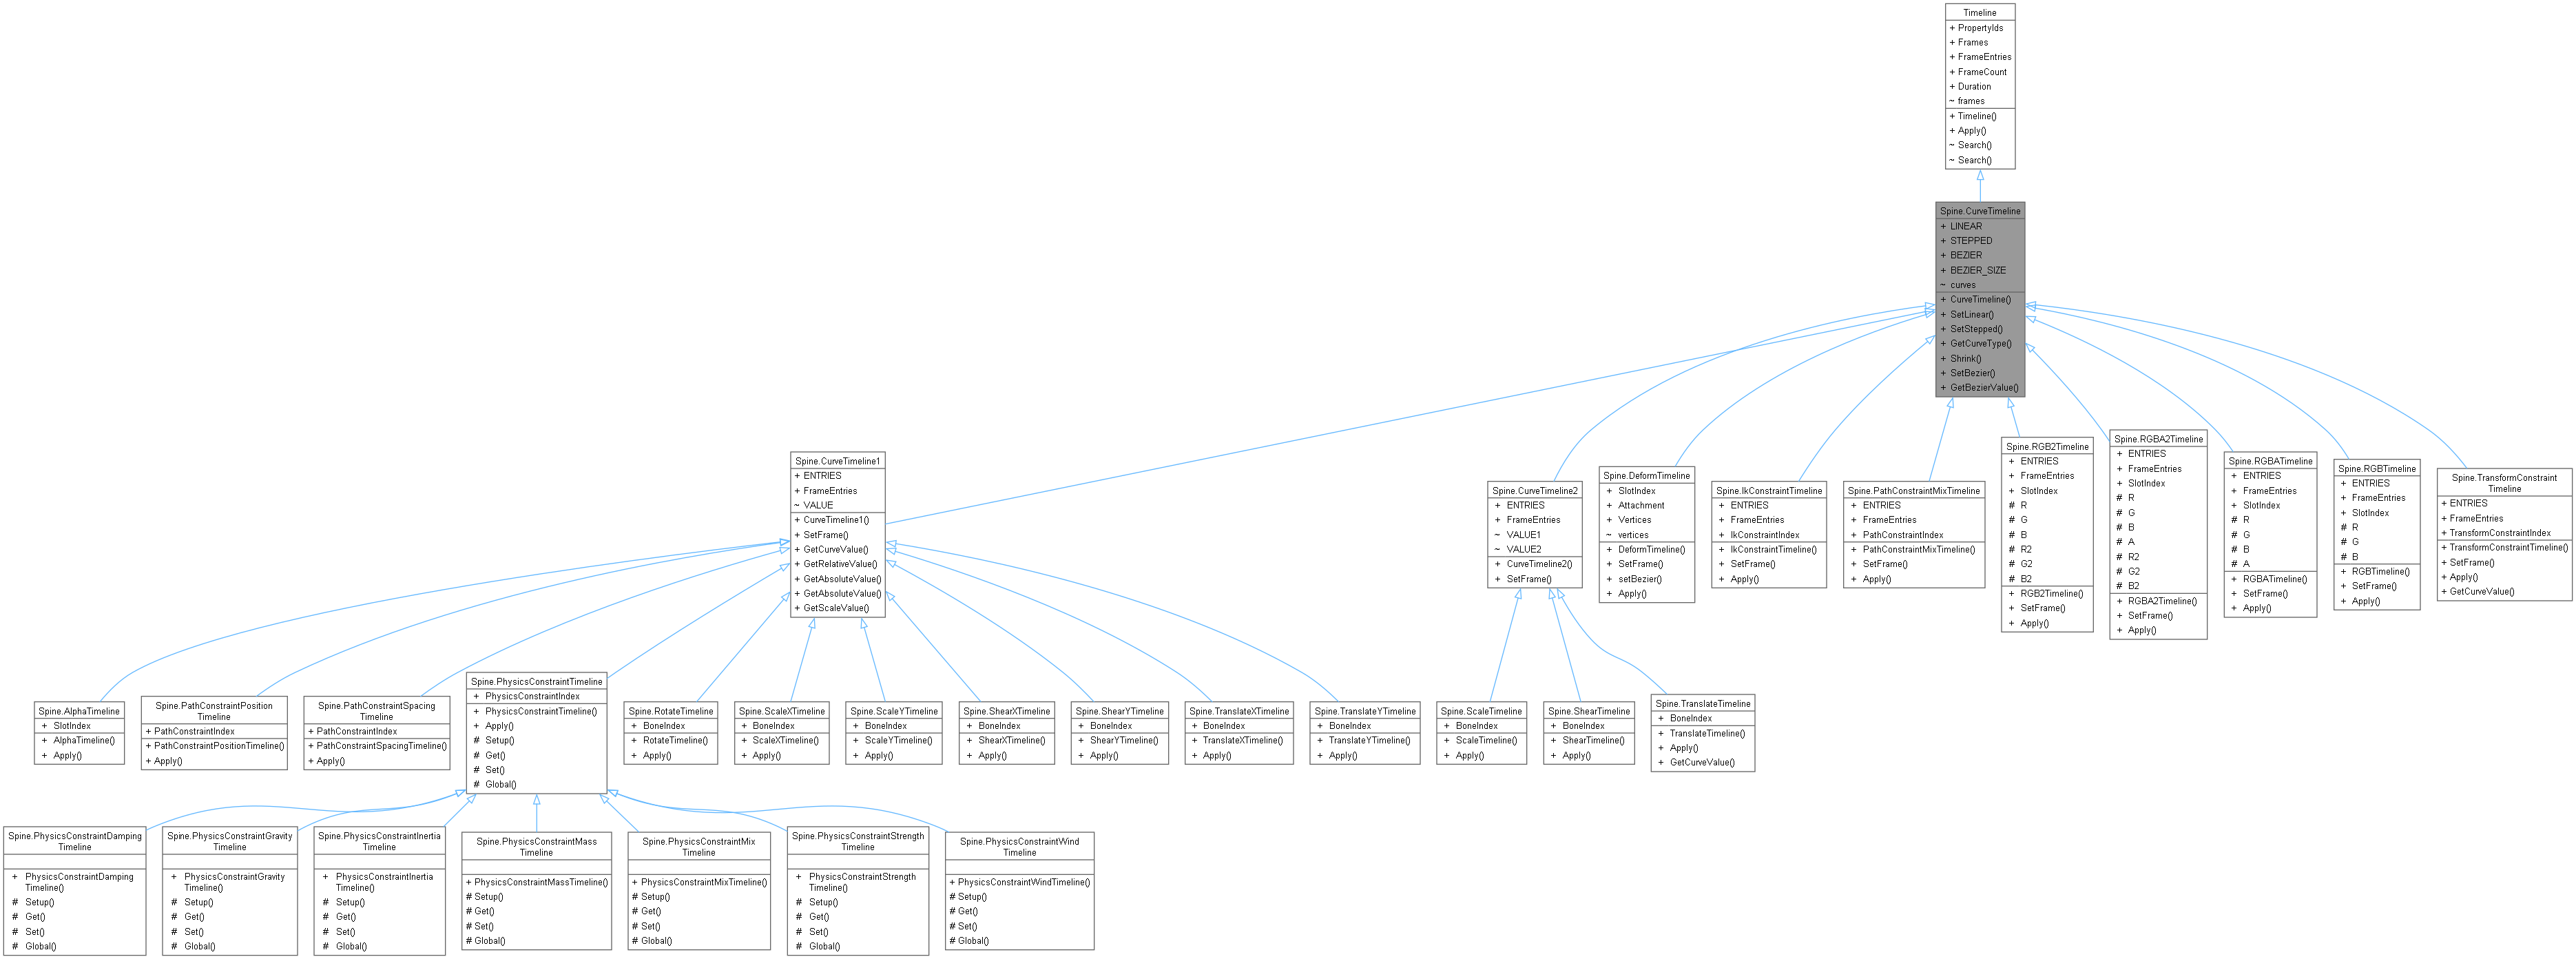 Timeline
+ PropertyIds
+ Frames
+ FrameEntries
+ FrameCount
+ Duration
~ frames
+ Timeline()
+ Apply()
~ Search()
~ Search()
Spine.CurveTimeline
+ LINEAR
+ STEPPED
+ BEZIER
+ BEZIER_SIZE
~ curves
+ CurveTimeline()
+ SetLinear()
+ SetStepped()
+ GetCurveType()
+ Shrink()
+ SetBezier()
+ GetBezierValue()
Spine.CurveTimeline1
+ ENTRIES
+ FrameEntries
~ VALUE
+ CurveTimeline1()
+ SetFrame()
+ GetCurveValue()
+ GetRelativeValue()
+ GetAbsoluteValue()
+ GetAbsoluteValue()
+ GetScaleValue()
Spine.CurveTimeline2
+ ENTRIES
+ FrameEntries
~ VALUE1
~ VALUE2
+ CurveTimeline2()
+ SetFrame()
Spine.DeformTimeline
+ SlotIndex
+ Attachment
+ Vertices
~ vertices
+ DeformTimeline()
+ SetFrame()
+ setBezier()
+ Apply()
Spine.IkConstraintTimeline
+ ENTRIES
+ FrameEntries
+ IkConstraintIndex
+ IkConstraintTimeline()
+ SetFrame()
+ Apply()
Spine.PathConstraintMixTimeline
+ ENTRIES
+ FrameEntries
+ PathConstraintIndex
+ PathConstraintMixTimeline()
+ SetFrame()
+ Apply()
Spine.RGB2Timeline
+ ENTRIES
+ FrameEntries
+ SlotIndex
# R
# G
# B
# R2
# G2
# B2
+ RGB2Timeline()
+ SetFrame()
+ Apply()
Spine.RGBA2Timeline
+ ENTRIES
+ FrameEntries
+ SlotIndex
# R
# G
# B
# A
# R2
# G2
# B2
+ RGBA2Timeline()
+ SetFrame()
+ Apply()
Spine.RGBATimeline
+ ENTRIES
+ FrameEntries
+ SlotIndex
# R
# G
# B
# A
+ RGBATimeline()
+ SetFrame()
+ Apply()
Spine.RGBTimeline
+ ENTRIES
+ FrameEntries
+ SlotIndex
# R
# G
# B
+ RGBTimeline()
+ SetFrame()
+ Apply()
Spine.TransformConstraint
Timeline
+ ENTRIES
+ FrameEntries
+ TransformConstraintIndex
+ TransformConstraintTimeline()
+ SetFrame()
+ Apply()
+ GetCurveValue()
Spine.AlphaTimeline
+ SlotIndex
+ AlphaTimeline()
+ Apply()
Spine.PathConstraintPosition
Timeline
+ PathConstraintIndex
+ PathConstraintPositionTimeline()
+ Apply()
Spine.PathConstraintSpacing
Timeline
+ PathConstraintIndex
+ PathConstraintSpacingTimeline()
+ Apply()
Spine.PhysicsConstraintTimeline
+ PhysicsConstraintIndex
+ PhysicsConstraintTimeline()
+ Apply()
# Setup()
# Get()
# Set()
# Global()
Spine.RotateTimeline
+ BoneIndex
+ RotateTimeline()
+ Apply()
Spine.ScaleXTimeline
+ BoneIndex
+ ScaleXTimeline()
+ Apply()
Spine.ScaleYTimeline
+ BoneIndex
+ ScaleYTimeline()
+ Apply()
Spine.ShearXTimeline
+ BoneIndex
+ ShearXTimeline()
+ Apply()
Spine.ShearYTimeline
+ BoneIndex
+ ShearYTimeline()
+ Apply()
Spine.TranslateXTimeline
+ BoneIndex
+ TranslateXTimeline()
+ Apply()
Spine.TranslateYTimeline
+ BoneIndex
+ TranslateYTimeline()
+ Apply()
Spine.ScaleTimeline
+ BoneIndex
+ ScaleTimeline()
+ Apply()
Spine.ShearTimeline
+ BoneIndex
+ ShearTimeline()
+ Apply()
Spine.TranslateTimeline
+ BoneIndex
+ TranslateTimeline()
+ Apply()
+ GetCurveValue()
Spine.PhysicsConstraintDamping
Timeline
+ PhysicsConstraintDamping
Timeline()
# Setup()
# Get()
# Set()
# Global()
Spine.PhysicsConstraintGravity
Timeline
+ PhysicsConstraintGravity
Timeline()
# Setup()
# Get()
# Set()
# Global()
Spine.PhysicsConstraintInertia
Timeline
+ PhysicsConstraintInertia
Timeline()
# Setup()
# Get()
# Set()
# Global()
Spine.PhysicsConstraintMass
Timeline
+ PhysicsConstraintMassTimeline()
# Setup()
# Get()
# Set()
# Global()
Spine.PhysicsConstraintMix
Timeline
+ PhysicsConstraintMixTimeline()
# Setup()
# Get()
# Set()
# Global()
Spine.PhysicsConstraintStrength
Timeline
+ PhysicsConstraintStrength
Timeline()
# Setup()
# Get()
# Set()
# Global()
Spine.PhysicsConstraintWind
Timeline
+ PhysicsConstraintWindTimeline()
# Setup()
# Get()
# Set()
# Global()